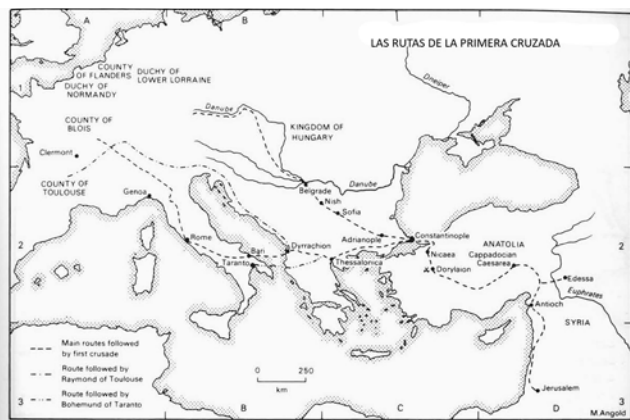 LAS RUTAS DE LA PRIMERA CRUZADA
A
B
COUNTY
OF FLANDERS
DUCHY OF
LOWER LORRAINE
1
DUCHY OF
NORMANDY
COUNTY OF
BLOIS
Clermont
COUNTY OF
TOULOUSE
Genoa
Danube
KINGDOM OF
HUNGARY
Dneiper
Belgrade
Danube
Nish
Sofia
2
Rome
Bari
Taranto
Dyrrachion
Adrianople
Constantinople
Thessalonica
Nicaea
Dorylaion
ANATOLIA
Cappadocian
Caesarea
2
Edessa
Euphrates
Antioch
SYRIA
Jerusalem
Main routes followed
by first crusade
Route followed by
Raymond of Toulouse
Route followed by
Bohemund of Taranto
0 250
km
3
B
C
D
3
M.Angold